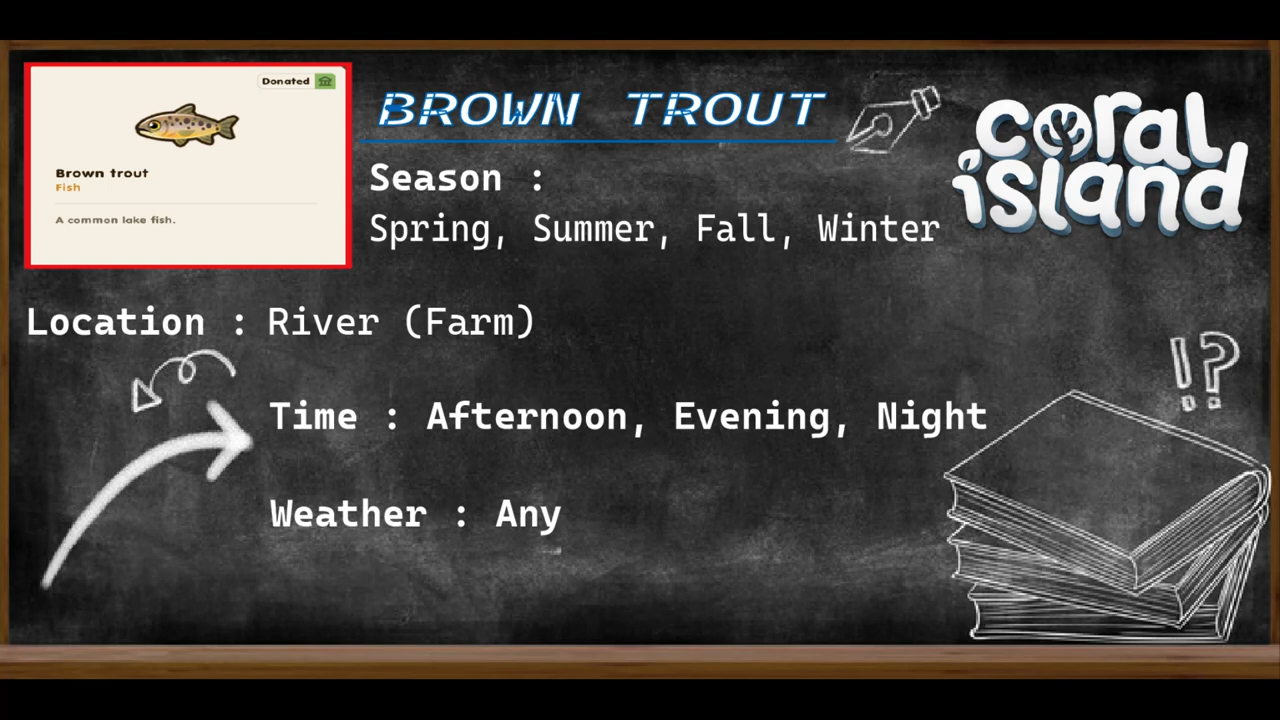 Donated
Brown trout
Fish
A common lake fish.
BROWN TROUT
coral
island
Season :
Spring, Summer, Fall, Winter
Location : River (Farm)
!?
Time : Afternoon, Evening, Night
Weather : Any